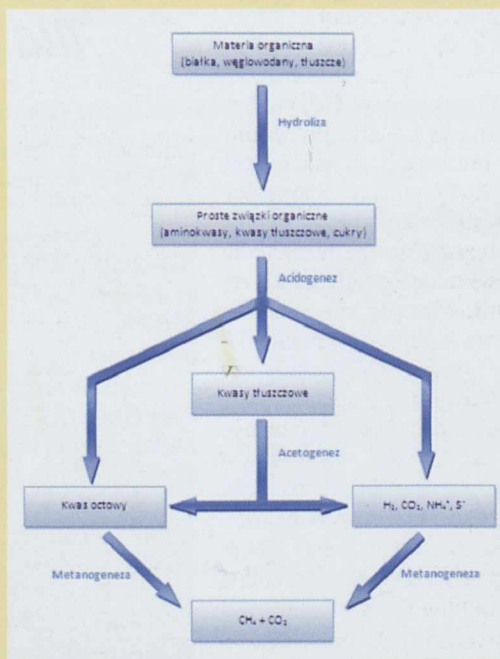 Materia organiczna
(białka, węglowodany, tłuszcze)
Hydroliza
Proste związki organiczne
(aminokwasy, kwasy tłuszczowe, cukry)
Acidogenez
Kwasy tłuszczowe
Acetogenez
Kwas octowy
H₂, CO₂, NH₄⁺, S⁻
Metanogeneza
Metanogeneza
CH₄ + CO₂